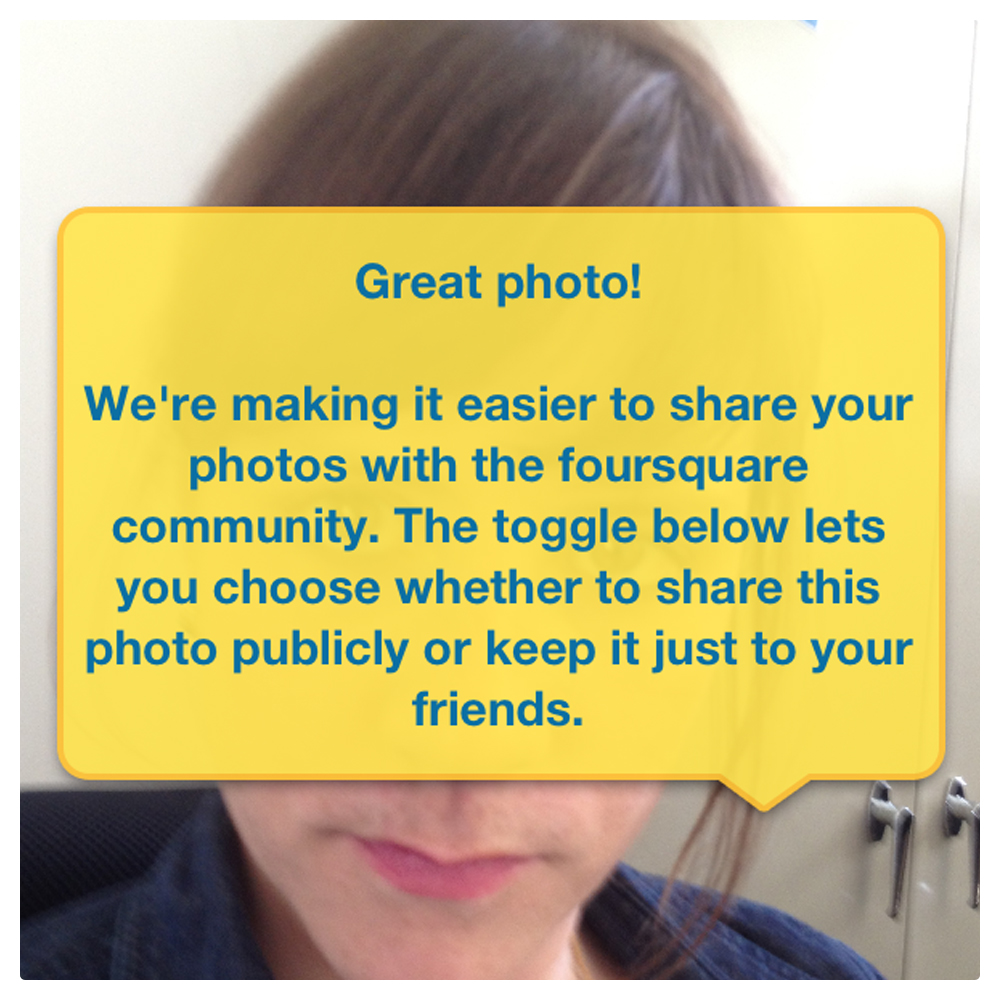 Great photo!
We're making it easier to share your
photos with the foursquare
community. The toggle below lets
you choose whether to share this
photo publicly or keep it just to your
friends.